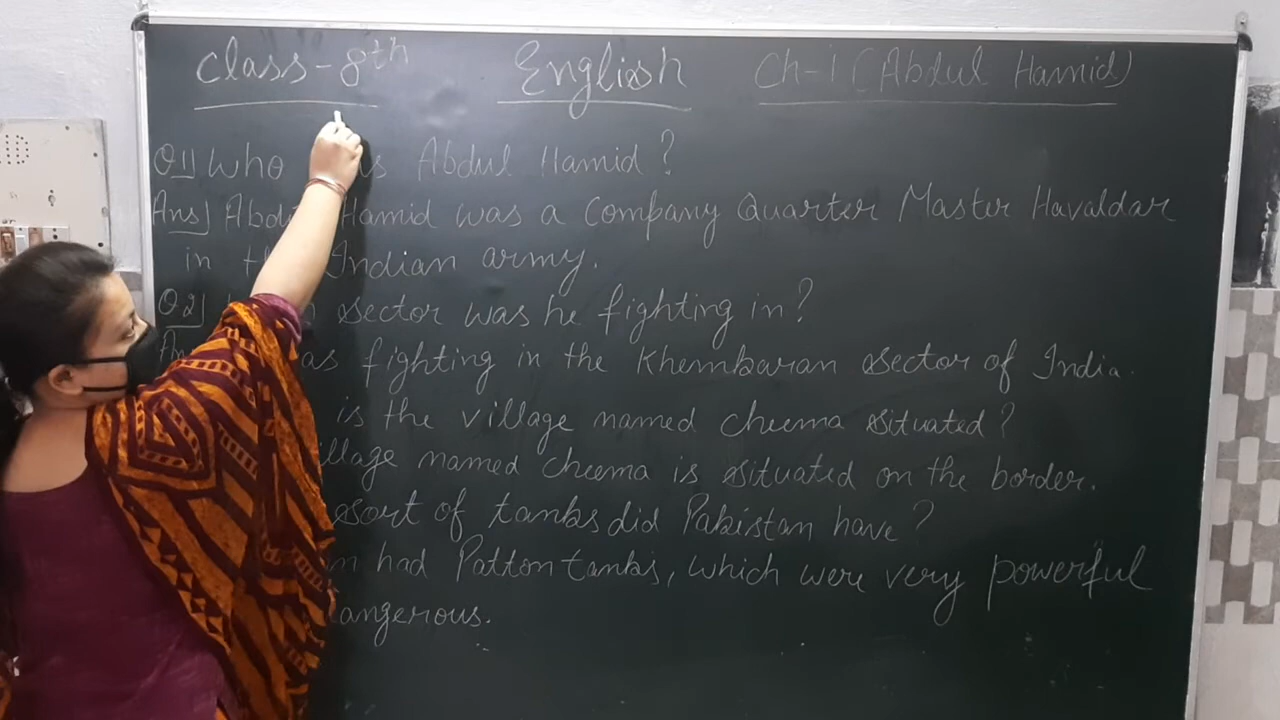 Class-8th English Ch-1 (Abdul Hamid)
Q1] Who Abdul Hamid?
Ans] Hamid was a Company Quarter Master Havaldar
in Indian army.
Q2] sector was he fighting in?
fighting in the Khemkaran sector of India.
is the village named cheema situated?
named cheema is situated on the border.
sort of tanks did Pakistan have?
had Patton tanks, which were very powerful